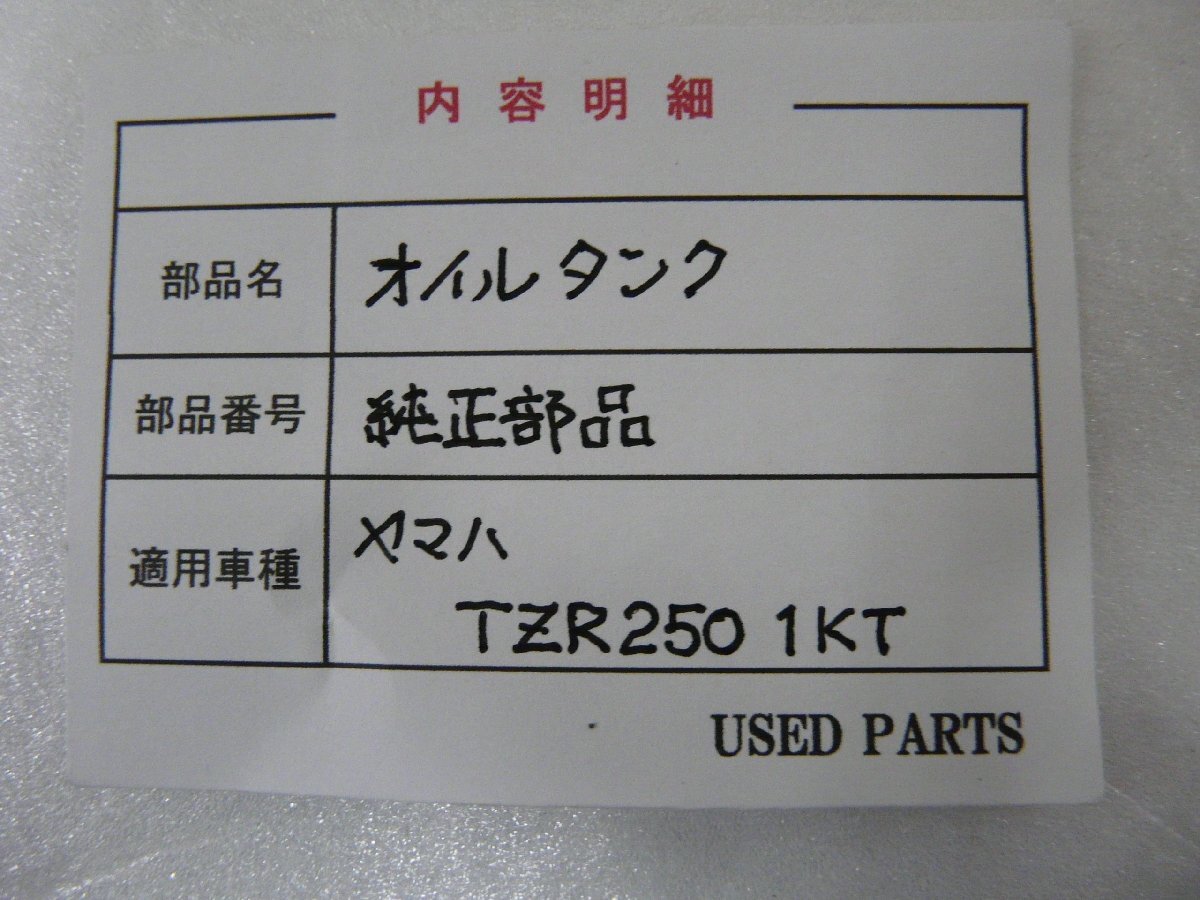 内容明細
部品名 オイルタンク
部品番号 純正部品
適用車種 ヤマハ
TZR250 1KT
USED PARTS